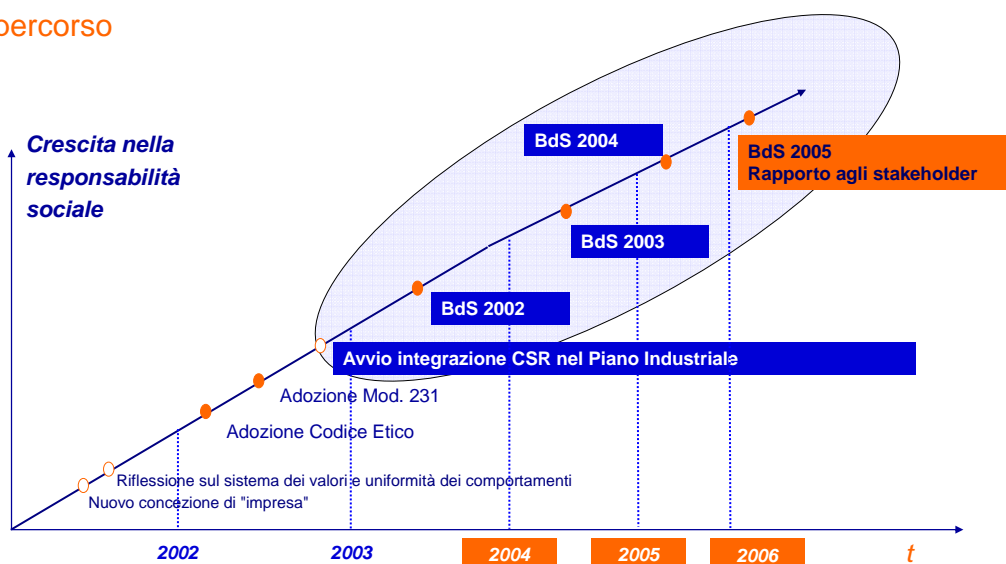 percorso
Crescita nella
responsabilità
sociale
BdS 2004
BdS 2005
Rapporto agli stakeholder
BdS 2003
BdS 2002
Avvio integrazione CSR nel Piano Industriale
Adozione Mod. 231
Adozione Codice Etico
Riflessione sul sistema dei valori e uniformità dei comportamenti
Nuovo concezione di "impresa"
2002
2003
2004
2005
2006
t